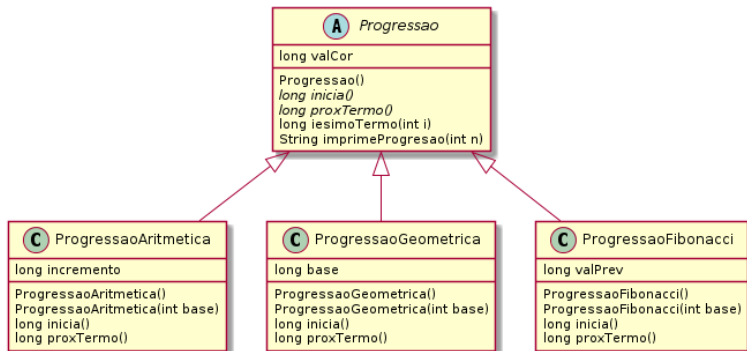 A Progressao
long valCor
Progressao()
long inicia()
long proxTermo()
long iesimoTermo(int i)
String imprimeProgresao(int n)
C ProgressaoAritmetica
long incremento
ProgressaoAritmetica()
ProgressaoAritmetica(int base)
long inicia()
long proxTermo()
C ProgressaoGeometrica
long base
ProgressaoGeometrica()
ProgressaoGeometrica(int base)
long inicia()
long proxTermo()
C ProgressaoFibonacci
long valPrev
ProgressaoFibonacci()
ProgressaoFibonacci(int base)
long inicia()
long proxTermo()